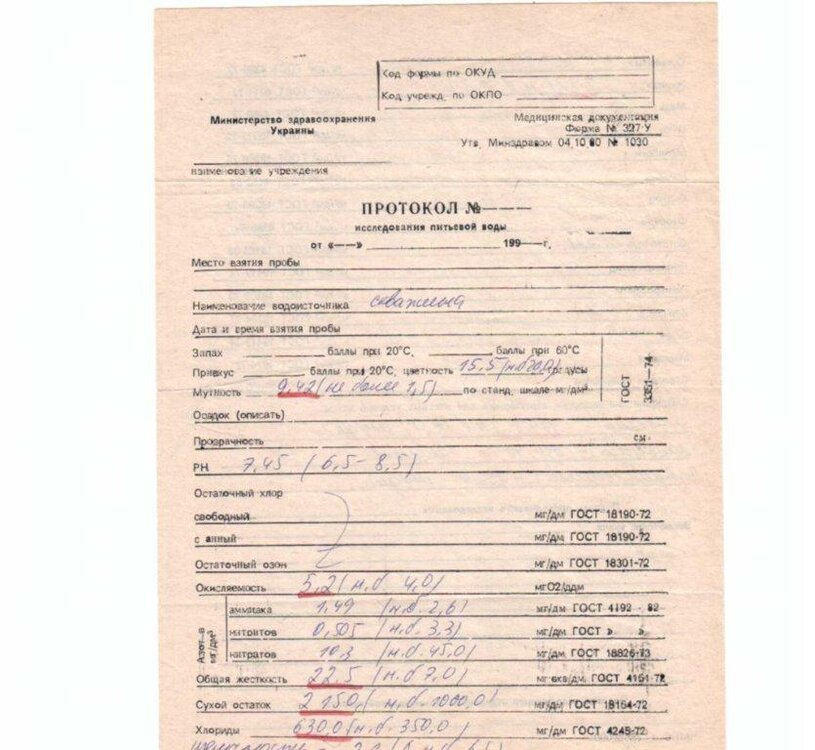 Код формы по ОКУД
Код учрежд. по ОКПО
Министерство здравоохранения
Украины
Медицинская документация
Форма № 327-У
Утв. Минздравом 04.10.80 № 1030
наименование учреждения
ПРОТОКОЛ №
исследования питьевой воды
от «——» 199 г.
Место взятия пробы
Наименование водоисточника скважина
Дата и время взятия пробы
Запах баллы при 20°С, баллы при 60°С
Привкус баллы при 20°С, цветность 15,5 градусы
ГОСТ 3351—74
Мутность 9,42 (не более 1,5) по станд. шкале мг/дм³
Осадок (описать)
Прозрачность см
РН 7,45 (6,5-8,5)
Остаточный хлор
свободный мг/дм ГОСТ 18190-72
с анный мг/дм ГОСТ 18190-72
Остаточный озон мг/дм ГОСТ 18301-72
Окисляемость 5,2 (н.б 4,0) мгО2/дм
Азот-в мг/дм³
аммиака 1,49 (н.б. 2,6) мг/дм ГОСТ 4192 - 82
нитритов 0,505 (н.б. 3,3) мг/дм ГОСТ » »
нитратов 10,3 (н.б. 45,0) мг/дм ГОСТ 18826-73
Общая жесткость 22,5 (н.б 7,0) мг·экв/дм. ГОСТ 4151-72
Сухой остаток 2150, (н.б. 1000,0) мг/дм ГОСТ 18164-72
Хлориды 630,0 (н.б. 350,0) мг/дм ГОСТ 4245-72